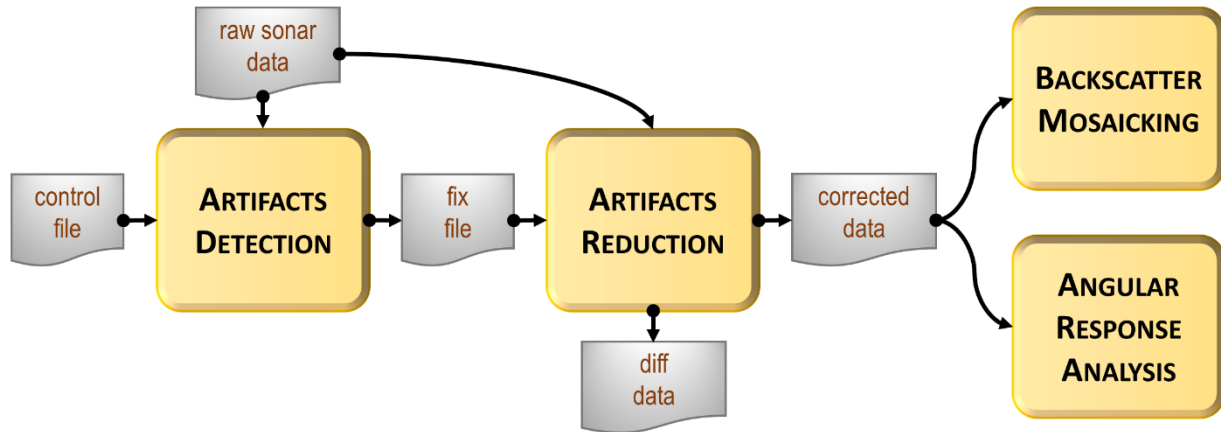 raw sonar
data
control
file
ARTIFACTS
DETECTION
fix
file
ARTIFACTS
REDUCTION
diff
data
corrected
data
BACKSCATTER
MOSAICKING
ANGULAR
RESPONSE
ANALYSIS